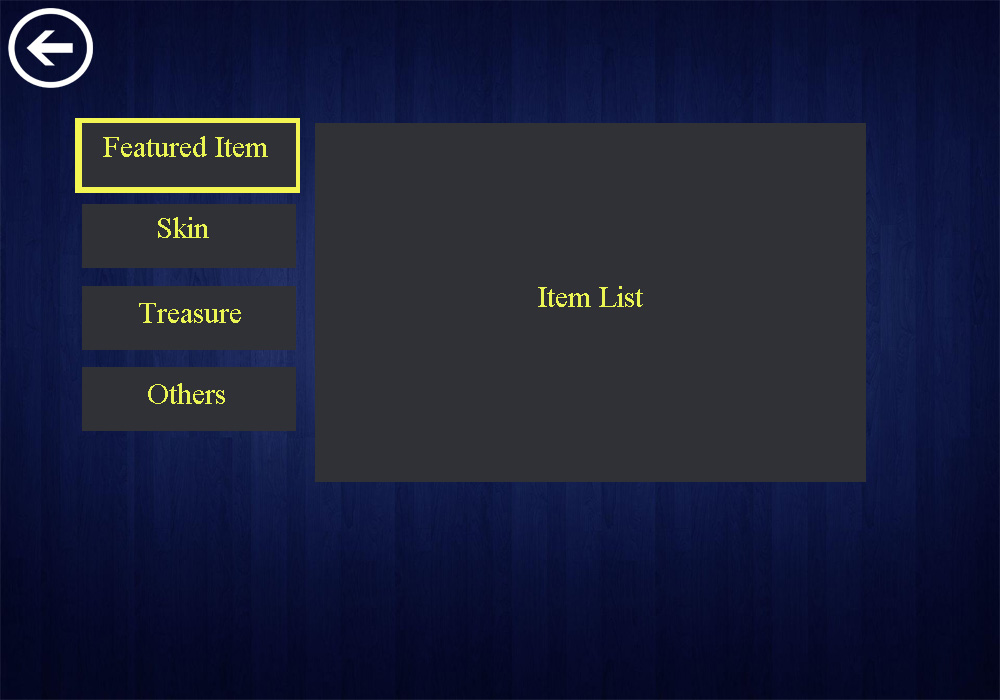 Featured Item
Skin
Treasure
Others
Item List